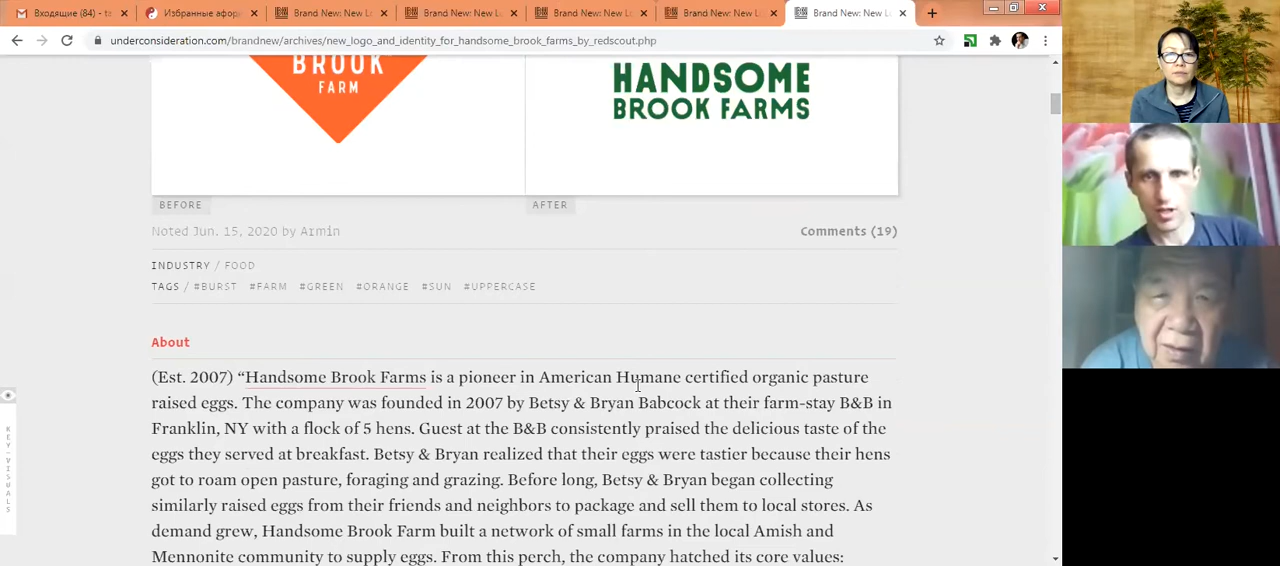 Входящие (84) - tis
Избранные афор
Brand New: New Lo
Brand New: New Lo
Brand New: New Lo
Brand New: New Lo
Brand New: New Lo
underconsideration.com/brandnew/archives/new_logo_and_identity_for_handsome_brook_farms_by_redscout.php
BROOK
FARM
HANDSOME
BROOK FARMS
BEFORE
AFTER
Noted Jun. 15, 2020 by Armin
Comments (19)
INDUSTRY / FOOD
TAGS / #BURST #FARM #GREEN #ORANGE #SUN #UPPERCASE
About
(Est. 2007) “Handsome Brook Farms is a pioneer in American Humane certified organic pasture
raised eggs. The company was founded in 2007 by Betsy & Bryan Babcock at their farm-stay B&B in
Franklin, NY with a flock of 5 hens. Guest at the B&B consistently praised the delicious taste of the
eggs they served at breakfast. Betsy & Bryan realized that their eggs were tastier because their hens
got to roam open pasture, foraging and grazing. Before long, Betsy & Bryan began collecting
similarly raised eggs from their friends and neighbors to package and sell them to local stores. As
demand grew, Handsome Brook Farm built a network of small farms in the local Amish and
Mennonite community to supply eggs. From this perch, the company hatched its core values:
KEY-VISUALS